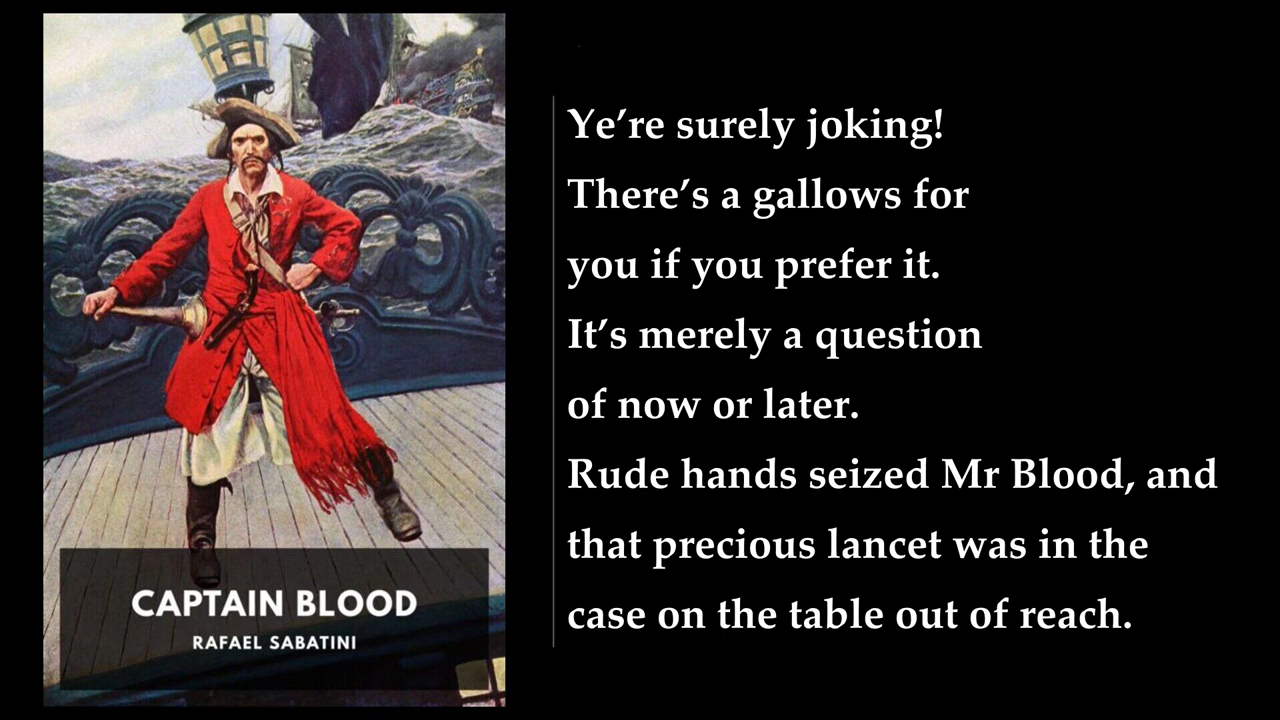 CAPTAIN BLOOD
RAFAEL SABATINI
Ye’re surely joking!
There’s a gallows for
you if you prefer it.
It’s merely a question
of now or later.
Rude hands seized Mr Blood, and
that precious lancet was in the
case on the table out of reach.